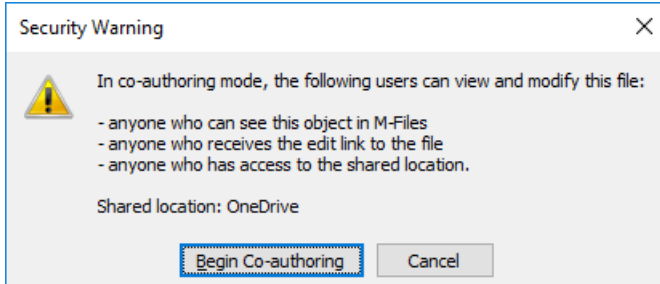 Security Warning
In co-authoring mode, the following users can view and modify this file:
- anyone who can see this object in M-Files
- anyone who receives the edit link to the file
- anyone who has access to the shared location.
Shared location: OneDrive
Begin Co-authoring Cancel